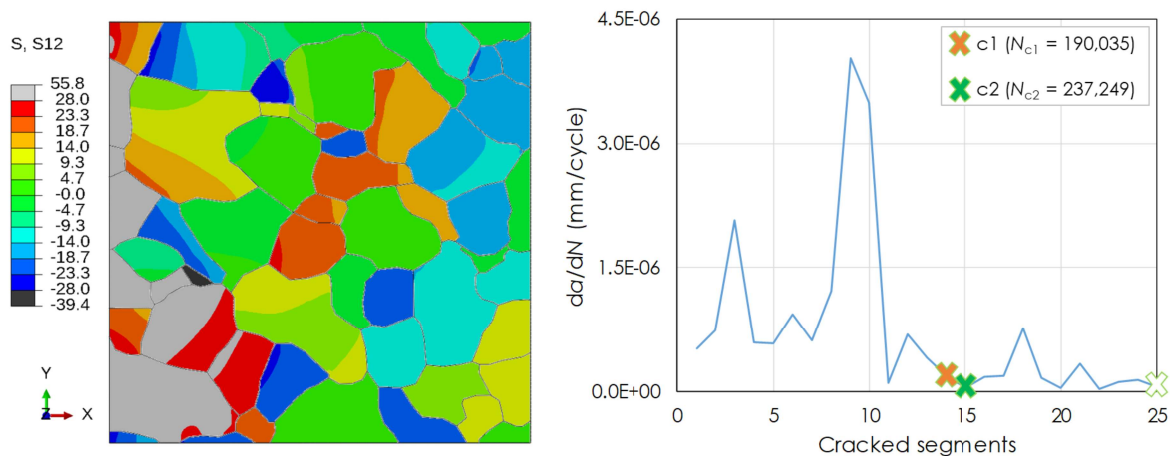 S, S12
55.8
28.0
23.3
18.7
14.0
9.3
4.7
-0.0
-4.7
-9.3
-14.0
-18.7
-23.3
-28.0
-39.4
Y
Z X
4.5E-06
3.0E-06
1.5E-06
0.0E+00
da/dN (mm/cycle)
c1 (Nc1 = 190,035)
c2 (Nc2 = 237,249)
0 5 10 15 20 25
Cracked segments